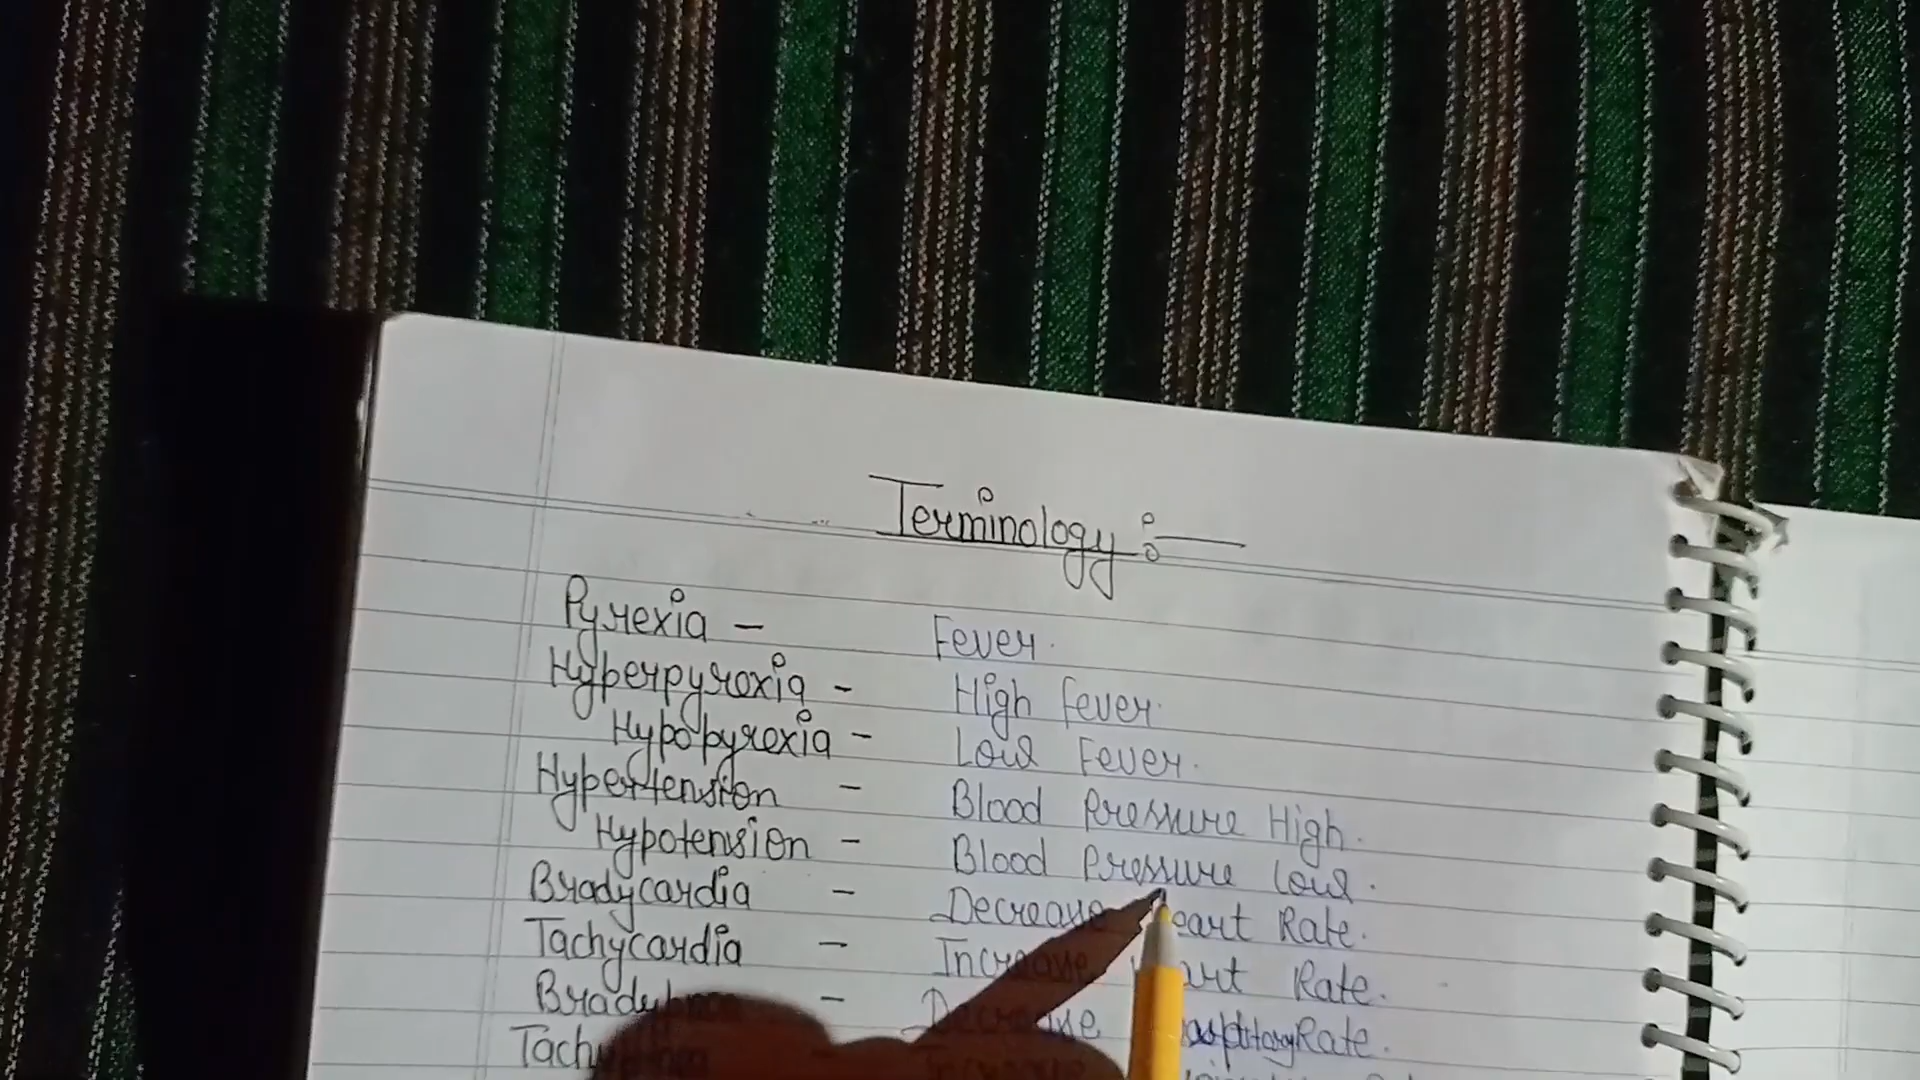 Terminology :
Pyrexia - Fever.
Hyperpyrexia - High fever.
Hypopyrexia - Low Fever.
Hypertension - Blood Pressure High.
Hypotension - Blood Pressure low.
Bradycardia - Decrease Heart Rate.
Tachycardia - Increase Rate.
- Decrease Rate.